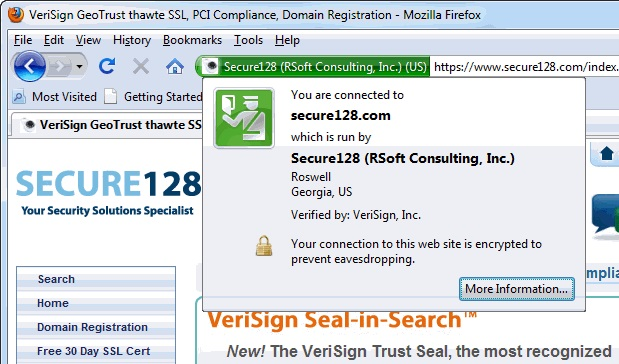 VeriSign GeoTrust thawte SSL, PCI Compliance, Domain Registration - Mozilla Firefox
File Edit View History Bookmarks Tools Help
Secure128 (RSoft Consulting, Inc.) (US) https://www.secure128.com/index.
Most Visited Getting Started
VeriSign GeoTrust thawte SS
You are connected to
secure128.com
which is run by
Secure128 (RSoft Consulting, Inc.)
Roswell
Georgia, US
Verified by: VeriSign, Inc.
Your connection to this web site is encrypted to
prevent eavesdropping.
More Information...
SECURE128
Your Security Solutions Specialist
mplia
Search
Home
Domain Registration
Free 30 Day SSL Cert
VeriSign Seal-in-Search™
New! The VeriSign Trust Seal, the most recognized